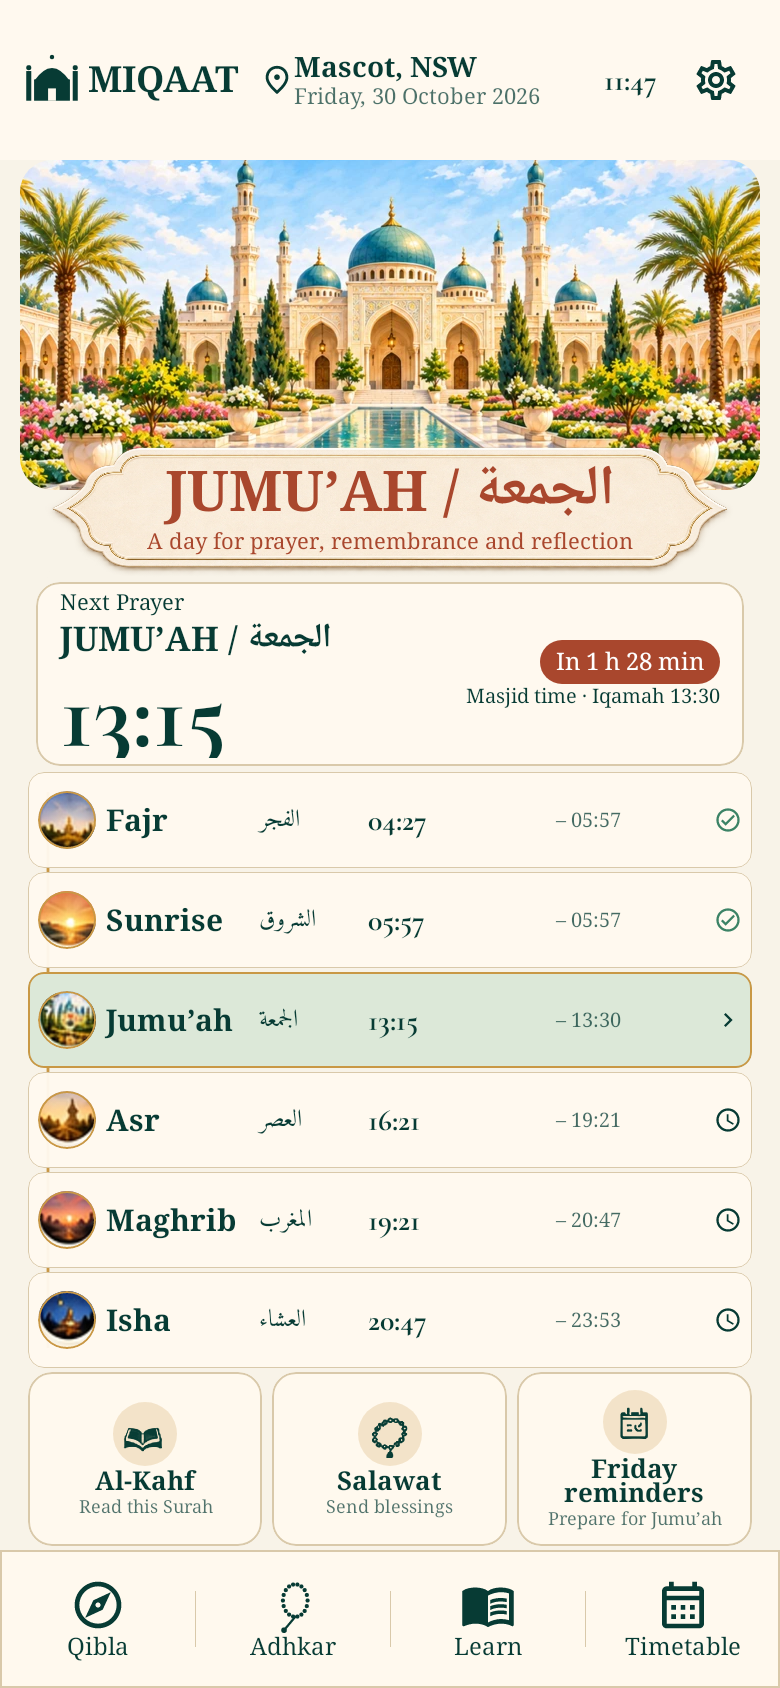 MIQAAT
Mascot, NSW
Friday, 30 October 2026
11:47
JUMU’AH / الجمعة
A day for prayer, remembrance and reflection
Next Prayer
JUMU’AH / الجمعة
13:15
In 1 h 28 min
Masjid time · Iqamah 13:30
Fajr الفجر 04:27 – 05:57
Sunrise الشروق 05:57 – 05:57
Jumu’ah الجمعة 13:15 – 13:30
Asr العصر 16:21 – 19:21
Maghrib المغرب 19:21 – 20:47
Isha العشاء 20:47 – 23:53
Al-Kahf
Read this Surah
Salawat
Send blessings
Friday
reminders
Prepare for Jumu’ah
Qibla
Adhkar
Learn
Timetable